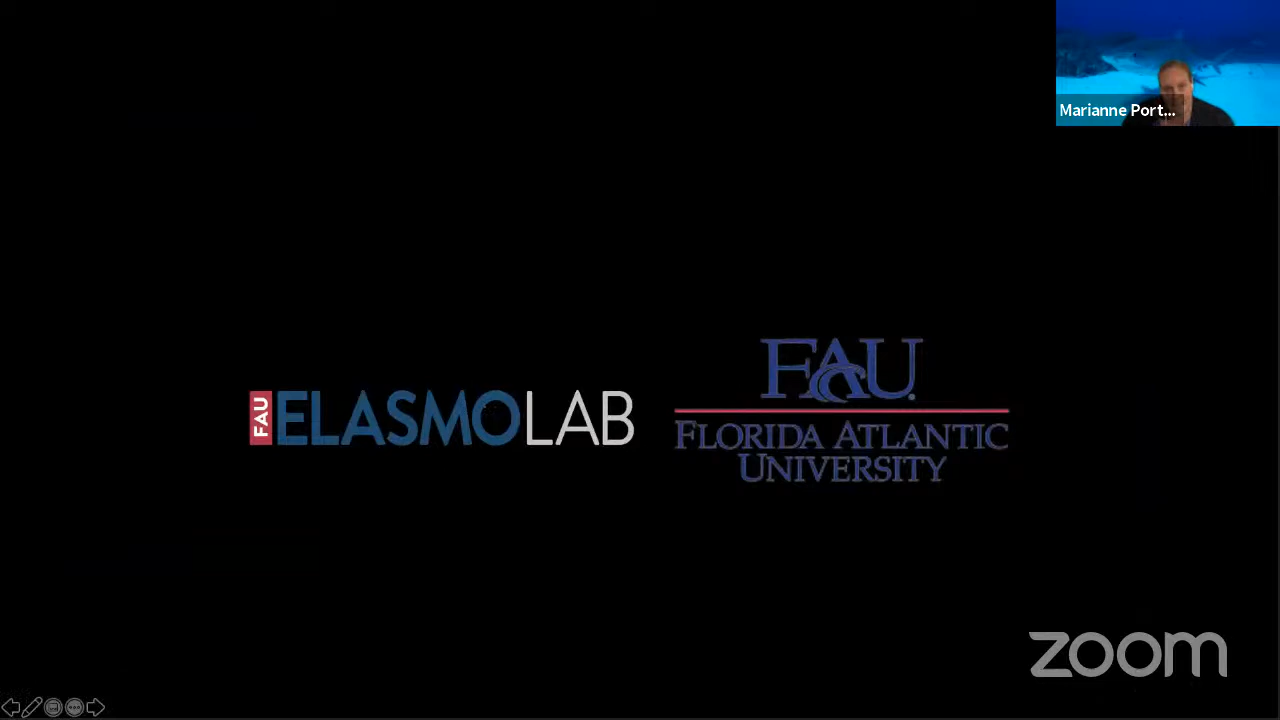 Marianne Port...
FAU ELASMOLAB
FAU
FLORIDA ATLANTIC
UNIVERSITY
zoom